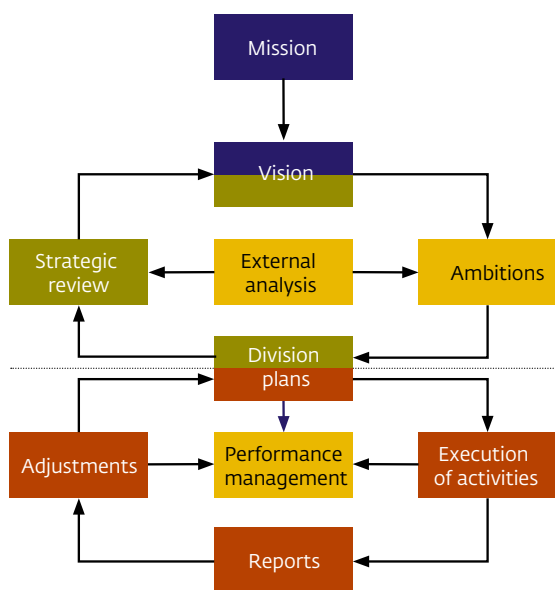 Mission
Vision
Strategic
review
External
analysis
Ambitions
Division
plans
Adjustments
Performance
management
Execution
of activities
Reports